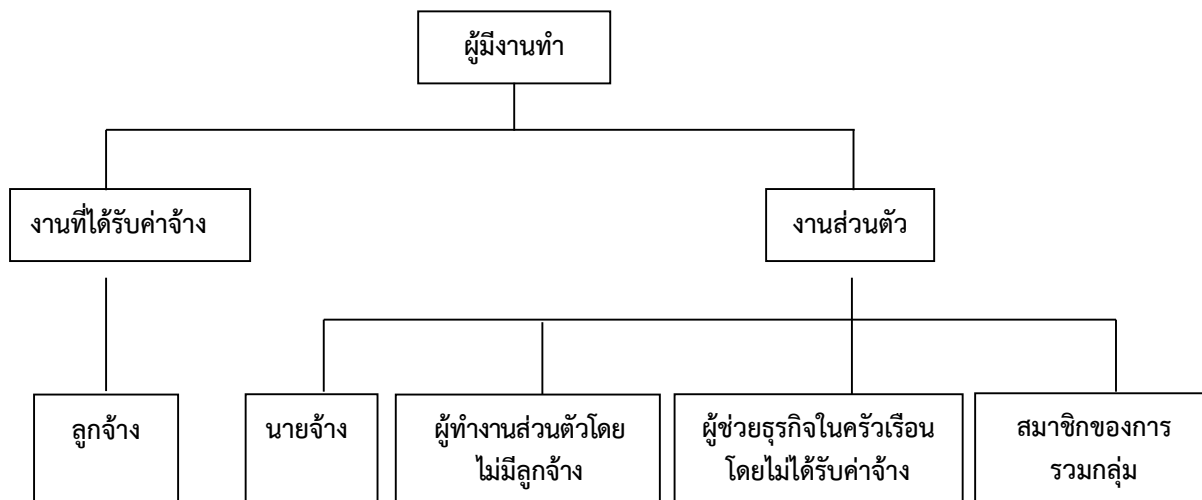 ผู้มีงานทำ
งานที่ได้รับค่าจ้าง
งานส่วนตัว
ลูกจ้าง
นายจ้าง
ผู้ทำงานส่วนตัวโดย
ไม่มีลูกจ้าง
ผู้ช่วยธุรกิจในครัวเรือน
โดยไม่ได้รับค่าจ้าง
สมาชิกของการ
รวมกลุ่ม